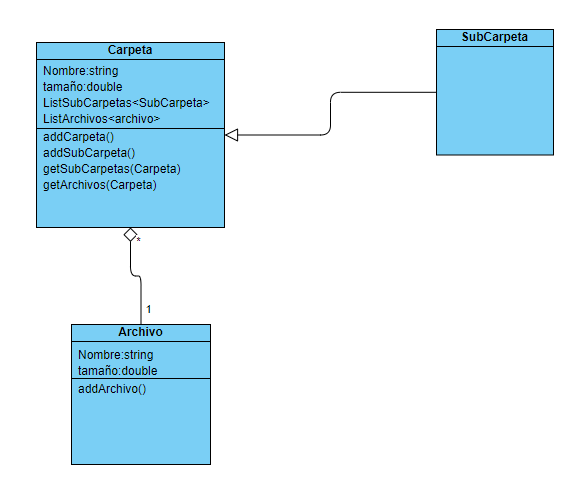 Carpeta
Nombre:string
tamaño:double
ListSubCarpetas<SubCarpeta>
ListArchivos<archivo>
addCarpeta()
addSubCarpeta()
getSubCarpetas(Carpeta)
getArchivos(Carpeta)
SubCarpeta
*
1
Archivo
Nombre:string
tamaño:double
addArchivo()